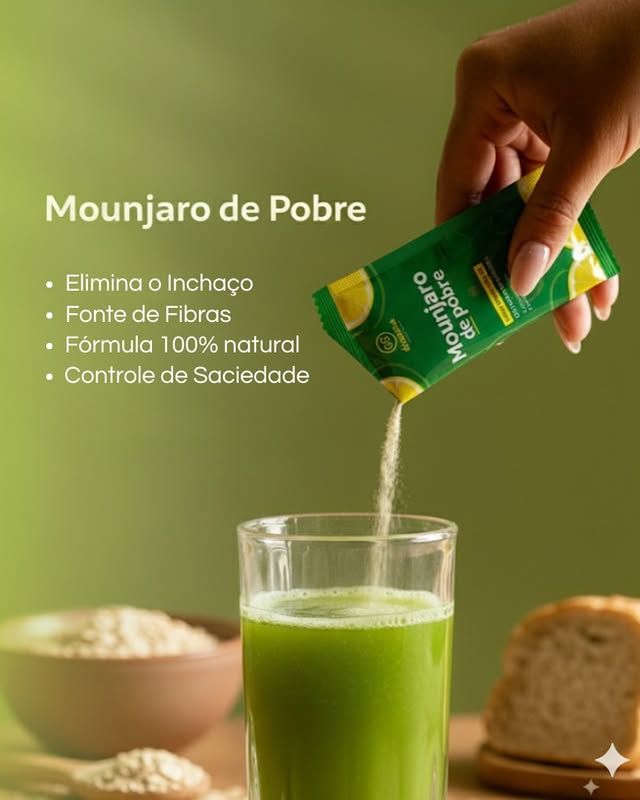 Mounjaro de Pobre
• Elimina o Inchaço
• Fonte de Fibras
• Fórmula 100% natural
• Controle de Saciedade
Mounjaro
de pobre